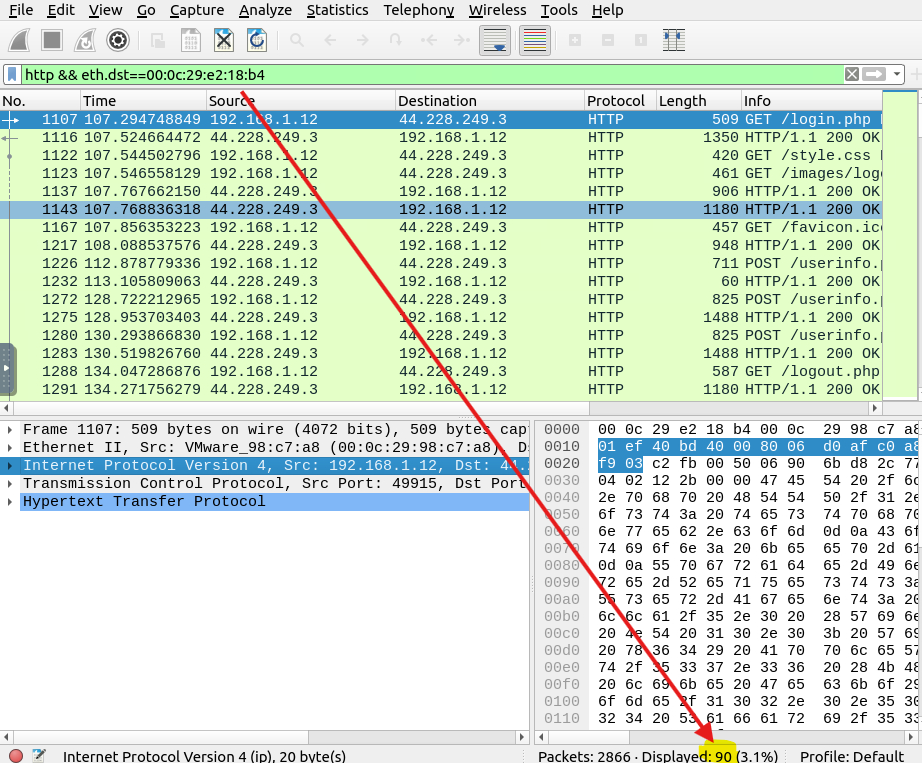 File Edit View Go Capture Analyze Statistics Telephony Wireless Tools Help
http && eth.dst==00:0c:29:e2:18:b4
No. Time Source Destination Protocol Length Info
1107 107.294748849 192.168.1.12 44.228.249.3 HTTP 509 GET /login.php
1116 107.524664472 44.228.249.3 192.168.1.12 HTTP 1350 HTTP/1.1 200 OK
1122 107.544502796 192.168.1.12 44.228.249.3 HTTP 420 GET /style.css
1123 107.546558129 192.168.1.12 44.228.249.3 HTTP 461 GET /images/log
1137 107.767662150 44.228.249.3 192.168.1.12 HTTP 906 HTTP/1.1 200 OK
1143 107.768836318 44.228.249.3 192.168.1.12 HTTP 1180 HTTP/1.1 200 OK
1167 107.856353223 192.168.1.12 44.228.249.3 HTTP 457 GET /favicon.ic
1217 108.088537576 44.228.249.3 192.168.1.12 HTTP 948 HTTP/1.1 200 OK
1226 112.878779336 192.168.1.12 44.228.249.3 HTTP 711 POST /userinfo.
1232 113.105809063 44.228.249.3 192.168.1.12 HTTP 60 HTTP/1.1 200 OK
1272 128.722212965 192.168.1.12 44.228.249.3 HTTP 825 POST /userinfo.
1275 128.953703403 44.228.249.3 192.168.1.12 HTTP 1488 HTTP/1.1 200 OK
1280 130.293866830 192.168.1.12 44.228.249.3 HTTP 825 POST /userinfo.
1283 130.519826760 44.228.249.3 192.168.1.12 HTTP 1488 HTTP/1.1 200 OK
1288 134.047286876 192.168.1.12 44.228.249.3 HTTP 587 GET /logout.php
1291 134.271756279 44.228.249.3 192.168.1.12 HTTP 1180 HTTP/1.1 200 OK
Frame 1107: 509 bytes on wire (4072 bits), 509 bytes cap
Ethernet II, Src: VMware_98:c7:a8 (00:0c:29:98:c7:a8), Ds
Internet Protocol Version 4, Src: 192.168.1.12, Dst: 44.
Transmission Control Protocol, Src Port: 49915, Dst Port
Hypertext Transfer Protocol
0000 00 0c 29 e2 18 b4 00 0c 29 98 c7 a8
0010 01 ef 40 bd 40 00 80 06 d0 af c0 a8
0020 f9 03 c2 fb 00 50 06 90 6b d8 2c 77
0030 04 02 12 2b 00 00 47 45 54 20 2f 6c
0040 2e 70 68 70 20 48 54 54 50 2f 31 2e
0050 6f 73 74 3a 20 74 65 73 74 70 68 70
0060 6e 77 65 62 2e 63 6f 6d 0d 0a 43 6f
0070 74 69 6f 6e 3a 20 6b 65 65 70 2d 61
0080 0d 0a 55 70 67 72 61 64 65 2d 49 6e
0090 72 65 2d 52 65 71 75 65 73 74 73 3a
00a0 55 73 65 72 2d 41 67 65 6e 74 3a 20
00b0 6c 6c 61 2f 35 2e 30 20 28 57 69 6e
00c0 20 4e 54 20 31 30 2e 30 3b 20 57 69
00d0 20 78 36 34 29 20 41 70 70 6c 65 57
00e0 74 2f 35 33 37 2e 33 36 20 28 4b 48
00f0 20 6c 69 6b 65 20 47 65 63 6b 6f 29
0100 6f 6d 65 2f 31 30 32 2e 30 2e 35 30
0110 32 34 20 53 61 66 61 72 69 2f 35 33
Internet Protocol Version 4 (ip), 20 byte(s) Packets: 2866 · Displayed: 90 (3.1%) Profile: Default